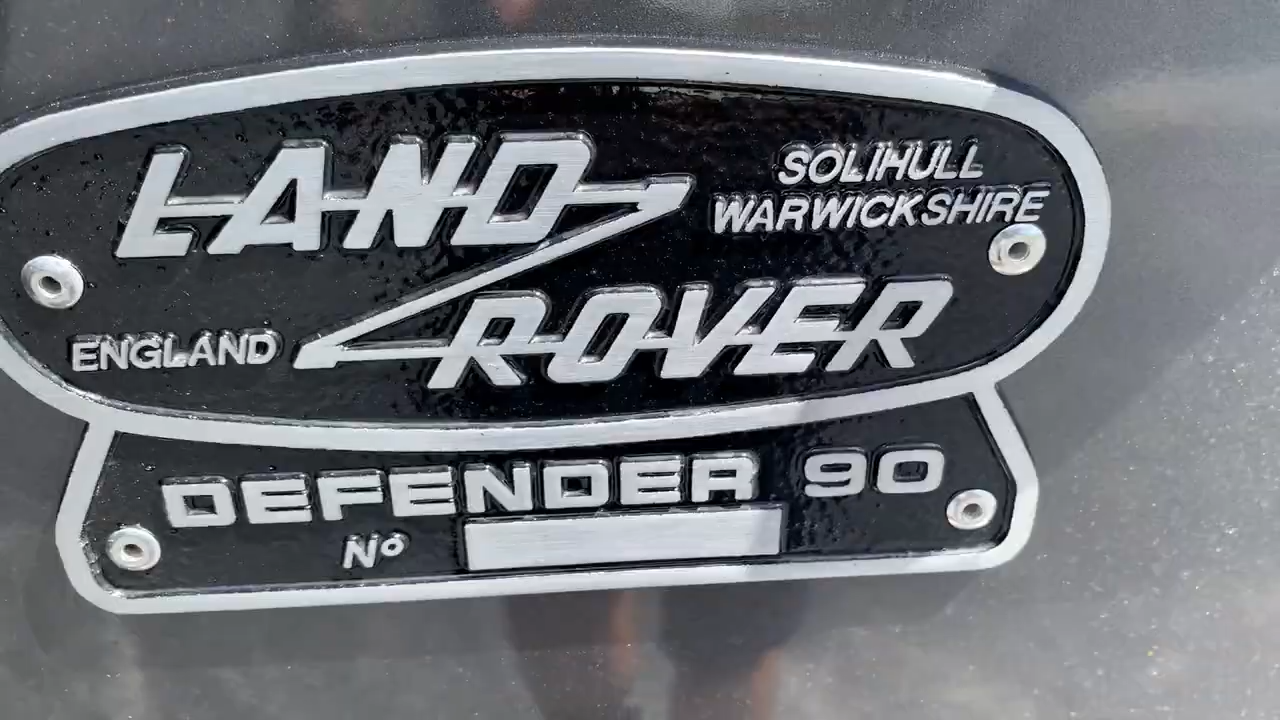 LAND
SOLIHULL
WARWICKSHIRE
ENGLAND
ROVER
DEFENDER 90
Nº